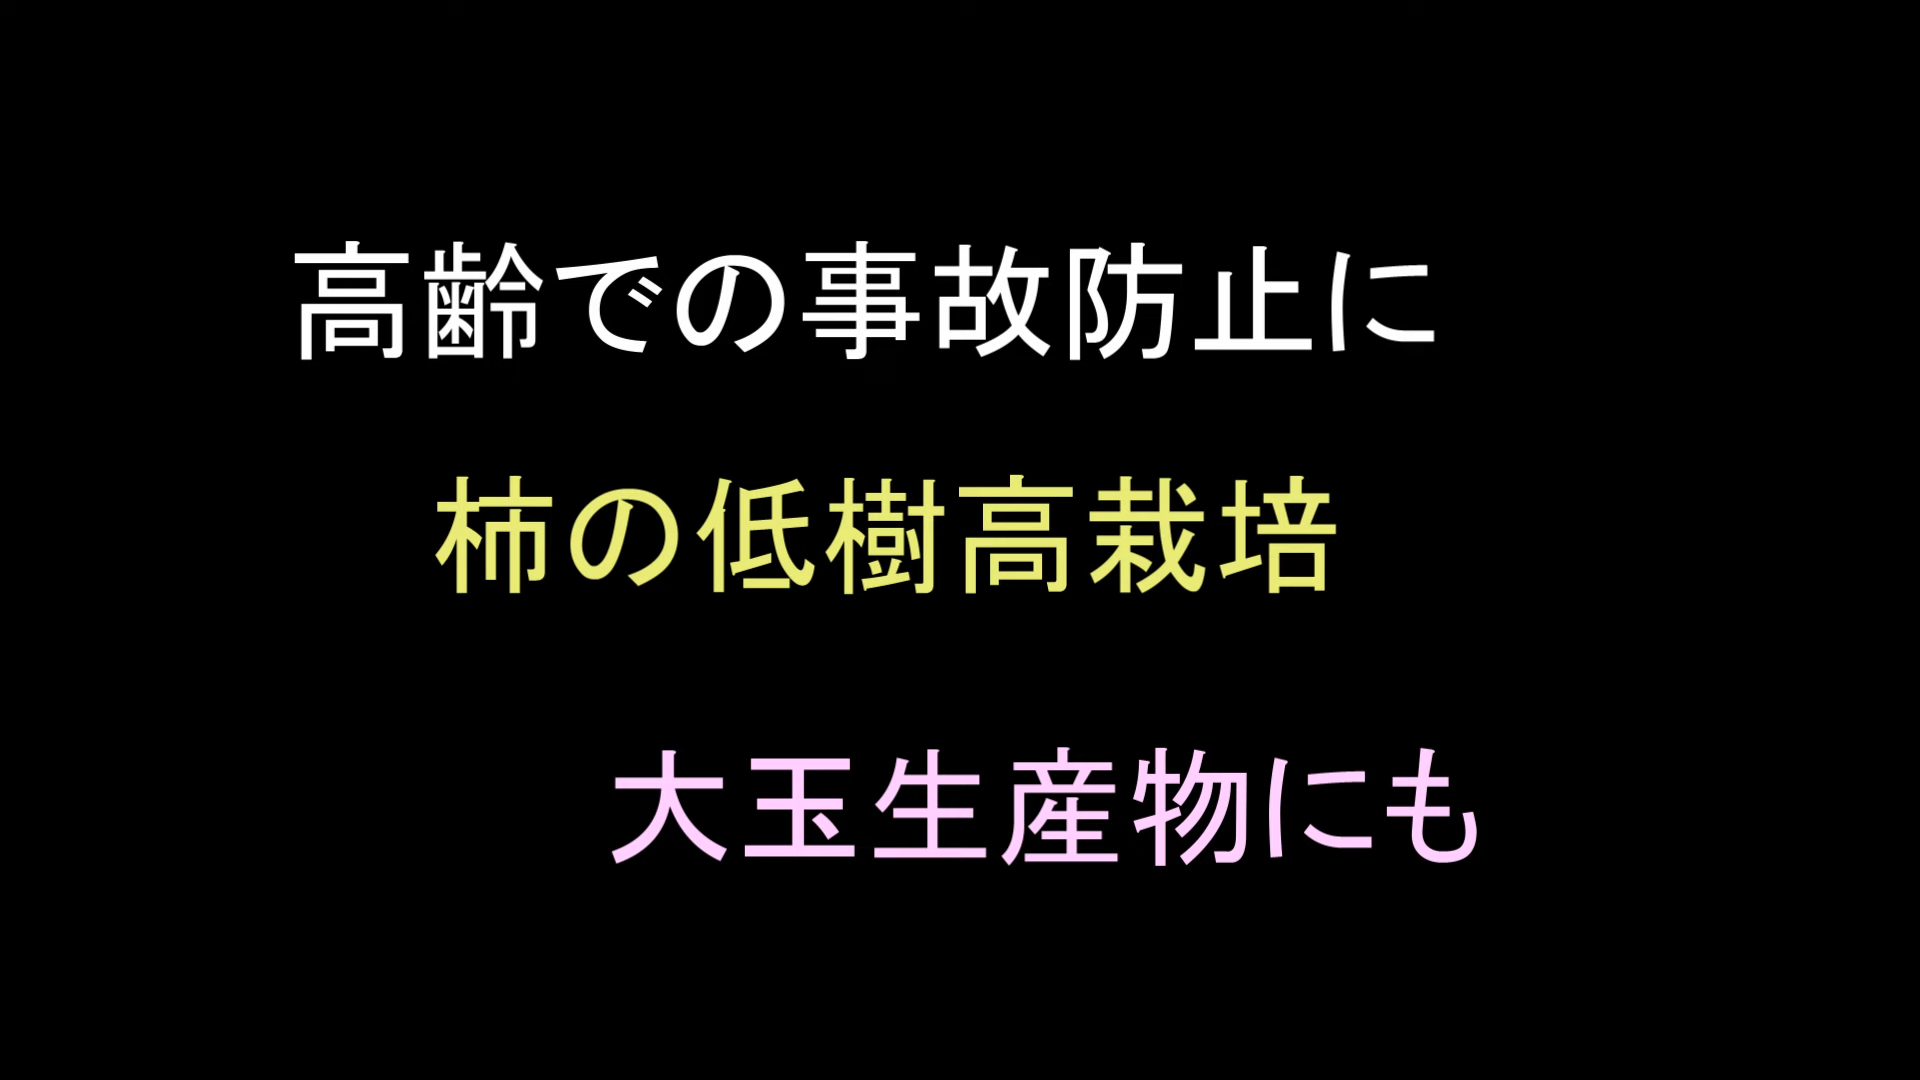 高齢での事故防止に
柿の低樹高栽培
大玉生産物にも